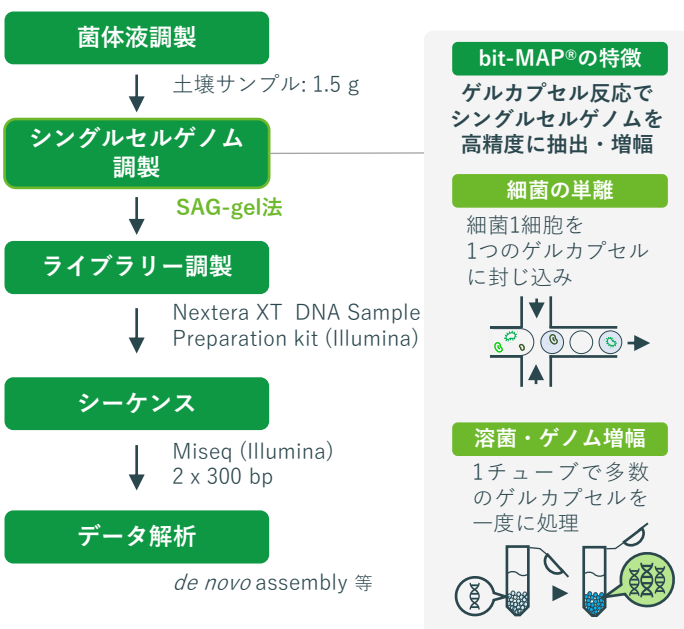 菌体液調製
土壌サンプル: 1.5 g
シングルセルゲノム
調製
SAG-gel法
ライブラリー調製
Nextera XT DNA Sample
Preparation kit (Illumina)
シーケンス
Miseq (Illumina)
2 x 300 bp
データ解析
de novo assembly 等
bit-MAP®の特徴
ゲルカプセル反応で
シングルセルゲノムを
高精度に抽出・増幅
細菌の単離
細菌1細胞を
1つのゲルカプセル
に封じ込み
溶菌・ゲノム増幅
1チューブで多数
のゲルカプセルを
一度に処理